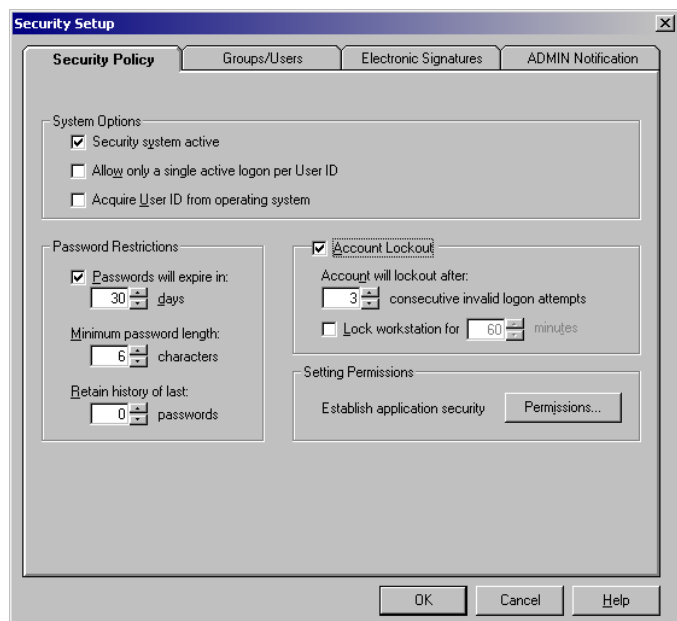 Security Setup
Security Policy
Groups/Users
Electronic Signatures
ADMIN Notification
System Options
Security system active
Allow only a single active logon per User ID
Acquire User ID from operating system
Password Restrictions
Passwords will expire in:
30 days
Minimum password length:
6 characters
Retain history of last:
0 passwords
Account Lockout
Account will lockout after:
3 consecutive invalid logon attempts
Lock workstation for 60 minutes
Setting Permissions
Establish application security Permissions...
OK
Cancel
Help